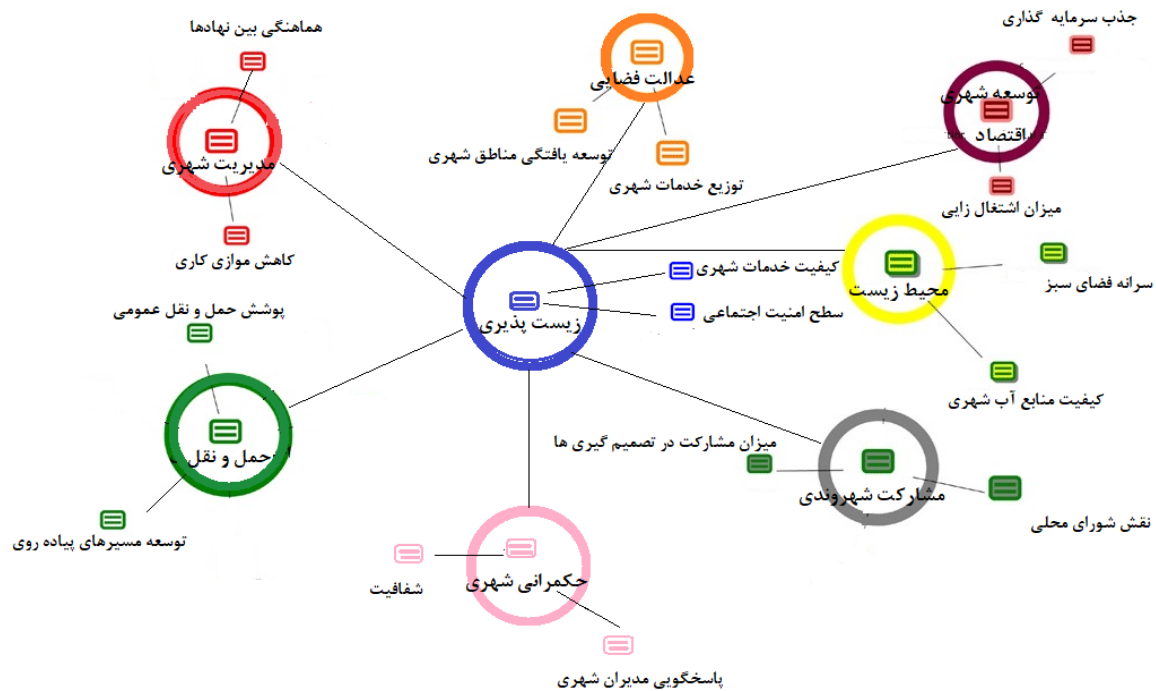 هماهنگی بین نهادها
مدیریت شهری
کاهش موازی کاری
عدالت فضایی
توسعه یافتگی مناطق شهری
توزیع خدمات شهری
جذب سرمایه گذاری
توسعه شهری
اقتصاد
میزان اشتغال زایی
زیست پذیری
کیفیت خدمات شهری
سطح امنیت اجتماعی
محیط زیست
سرانه فضای سبز
کیفیت منابع آب شهری
پوشش حمل و نقل عمومی
حمل و نقل
توسعه مسیرهای پیاده روی
میزان مشارکت در تصمیم گیری ها
مشارکت شهروندی
نقش شورای محلی
حکمرانی شهری
شفافیت
پاسخگویی مدیران شهری